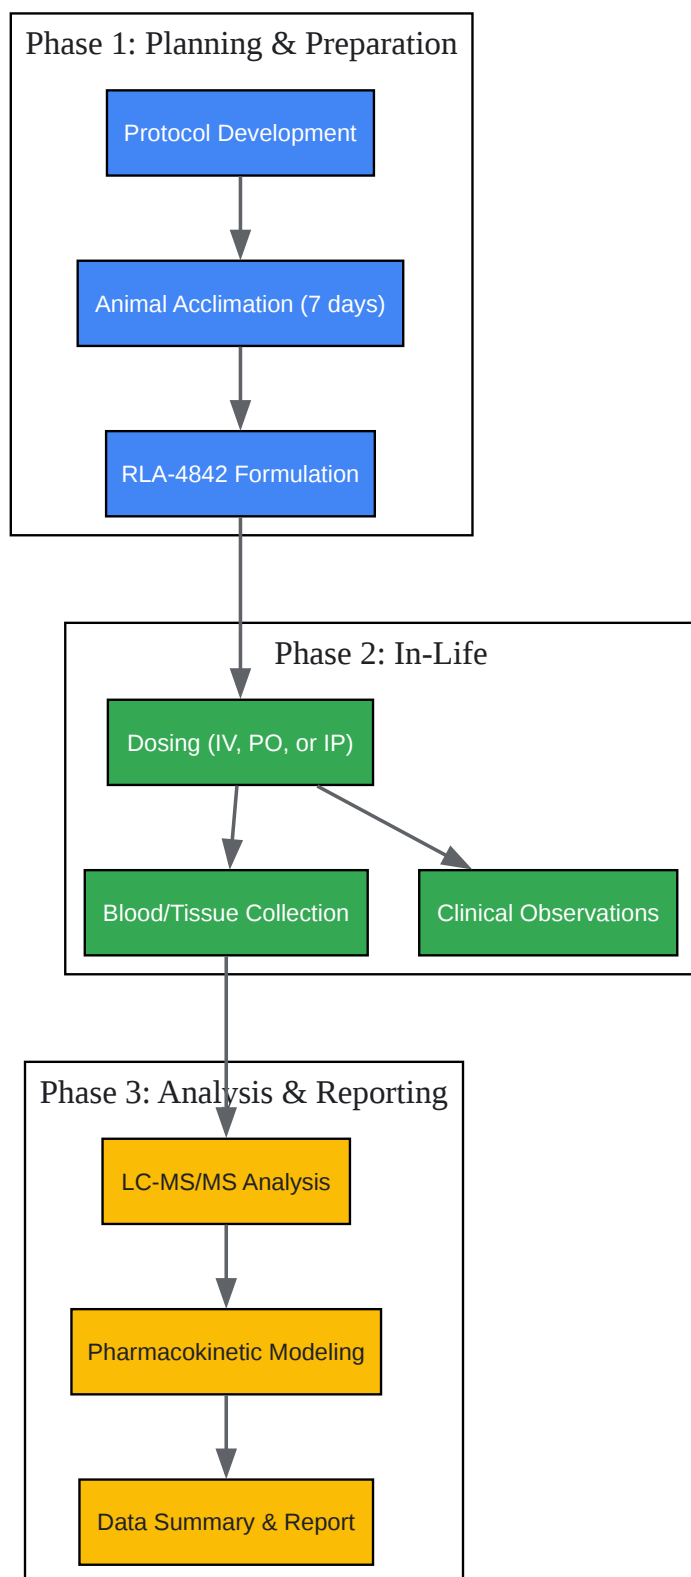 Phase 1: Planning & Preparation
Protocol Development
Animal Acclimation (7 days)
RLA-4842 Formulation
Phase 2: In-Life
Dosing (IV, PO, or IP)
Blood/Tissue Collection
Clinical Observations
Phase 3: Analysis & Reporting
LC-MS/MS Analysis
Pharmacokinetic Modeling
Data Summary & Report